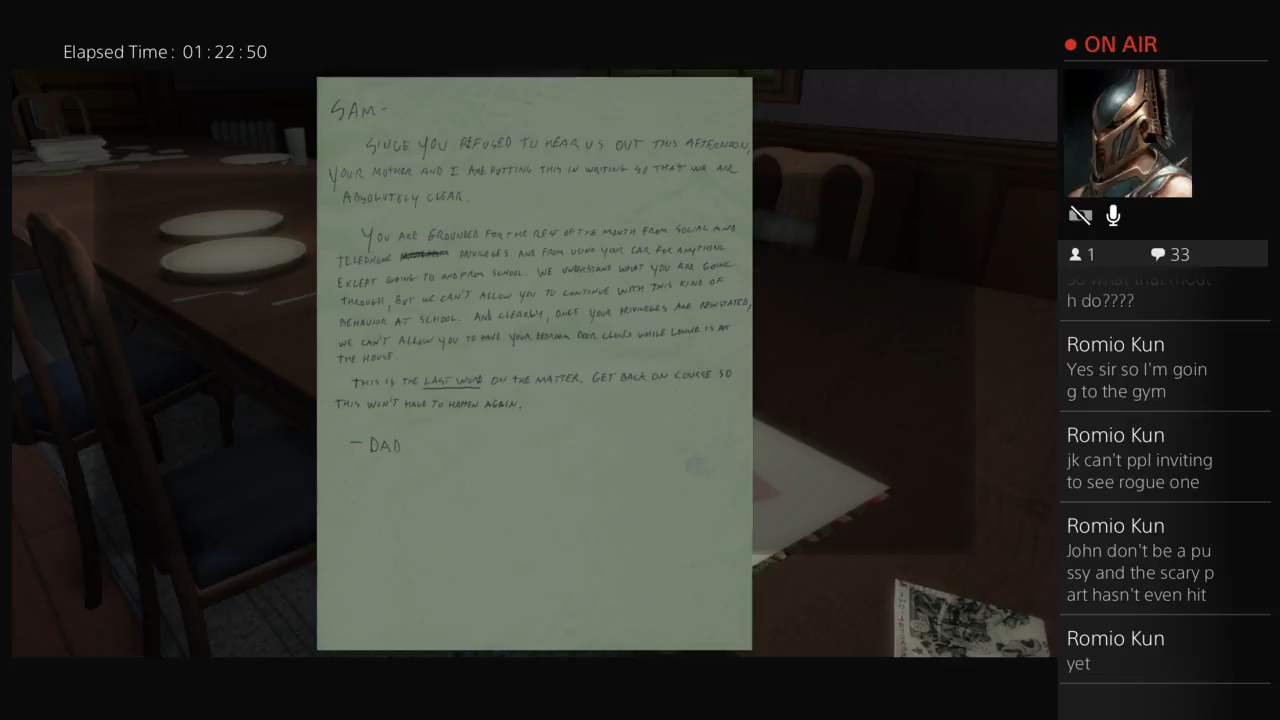 Elapsed Time: 01:22:50
ON AIR
SAM-
SINCE YOU REFUSED TO HEAR US OUT THIS AFTERNOON,
YOUR MOTHER AND I ARE PUTTING THIS IN WRITING SO THAT WE ARE
ABSOLUTELY CLEAR.
YOU ARE GROUNDED FOR THE REST OF THE MONTH FROM SOCIAL AND
TELEPHONE PRIVILEGES AND FROM USING YOUR CAR FOR ANYTHING
EXCEPT GOING TO AND FROM SCHOOL. WE UNDERSTAND WHAT YOU ARE GOING
THROUGH, BUT WE CAN'T ALLOW YOU TO CONTINUE WITH THIS KIND OF
BEHAVIOR AT SCHOOL. AND CLEARLY, ONCE YOUR PRIVILEGES ARE REINSTATED,
WE CAN'T ALLOW YOU TO HAVE YOUR BEDROOM DOOR CLOSED WHILE LONNIE IS AT
THE HOUSE.
THIS IS THE LAST WORD ON THE MATTER. GET BACK ON COURSE SO
THIS WON'T HAVE TO HAPPEN AGAIN.
- DAD
1 33
h do????
Romio Kun
Yes sir so I'm goin
g to the gym
Romio Kun
jk can't ppl inviting
to see rogue one
Romio Kun
John don't be a pu
ssy and the scary p
art hasn't even hit
Romio Kun
yet